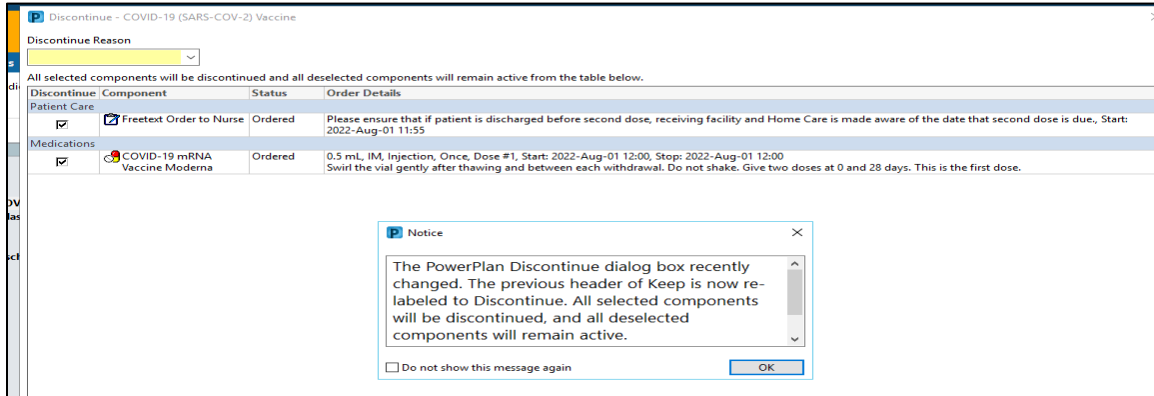 Discontinue - COVID-19 (SARS-COV-2) Vaccine
Discontinue Reason
All selected components will be discontinued and all deselected components will remain active from the table below.
Discontinue Component Status Order Details
Patient Care
Freetext Order to Nurse Ordered Please ensure that if patient is discharged before second dose, receiving facility and Home Care is made aware of the date that second dose is due., Start:
2022-Aug-01 11:55
Medications
COVID-19 mRNA Ordered 0.5 mL, IM, Injection, Once, Dose #1, Start: 2022-Aug-01 12:00, Stop: 2022-Aug-01 12:00
Vaccine Moderna Swirl the vial gently after thawing and between each withdrawal. Do not shake. Give two doses at 0 and 28 days. This is the first dose.
Notice
The PowerPlan Discontinue dialog box recently
changed. The previous header of Keep is now re-
labeled to Discontinue. All selected components
will be discontinued, and all deselected
components will remain active.
Do not show this message again OK